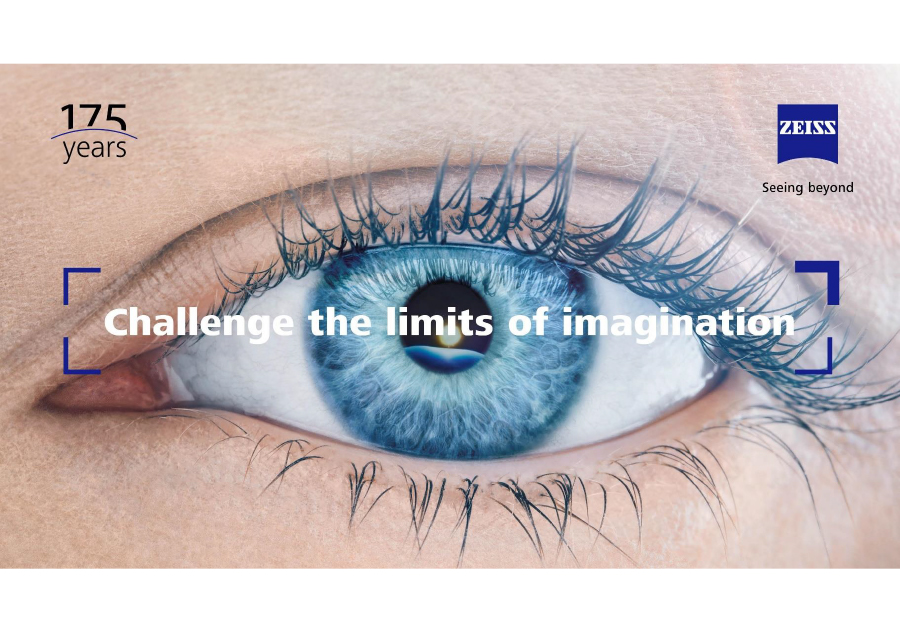 175
years
ZEISS
Seeing beyond
Challenge the limits of imagination